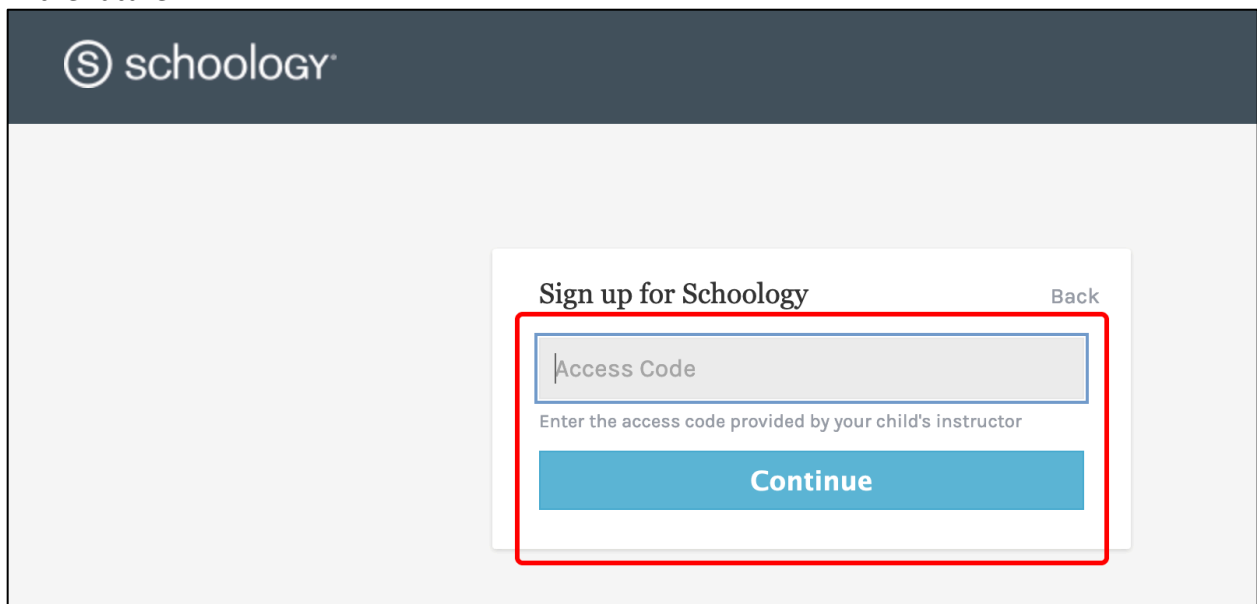 schoology
Sign up for Schoology
Back
Access Code
Enter the access code provided by your child's instructor
Continue